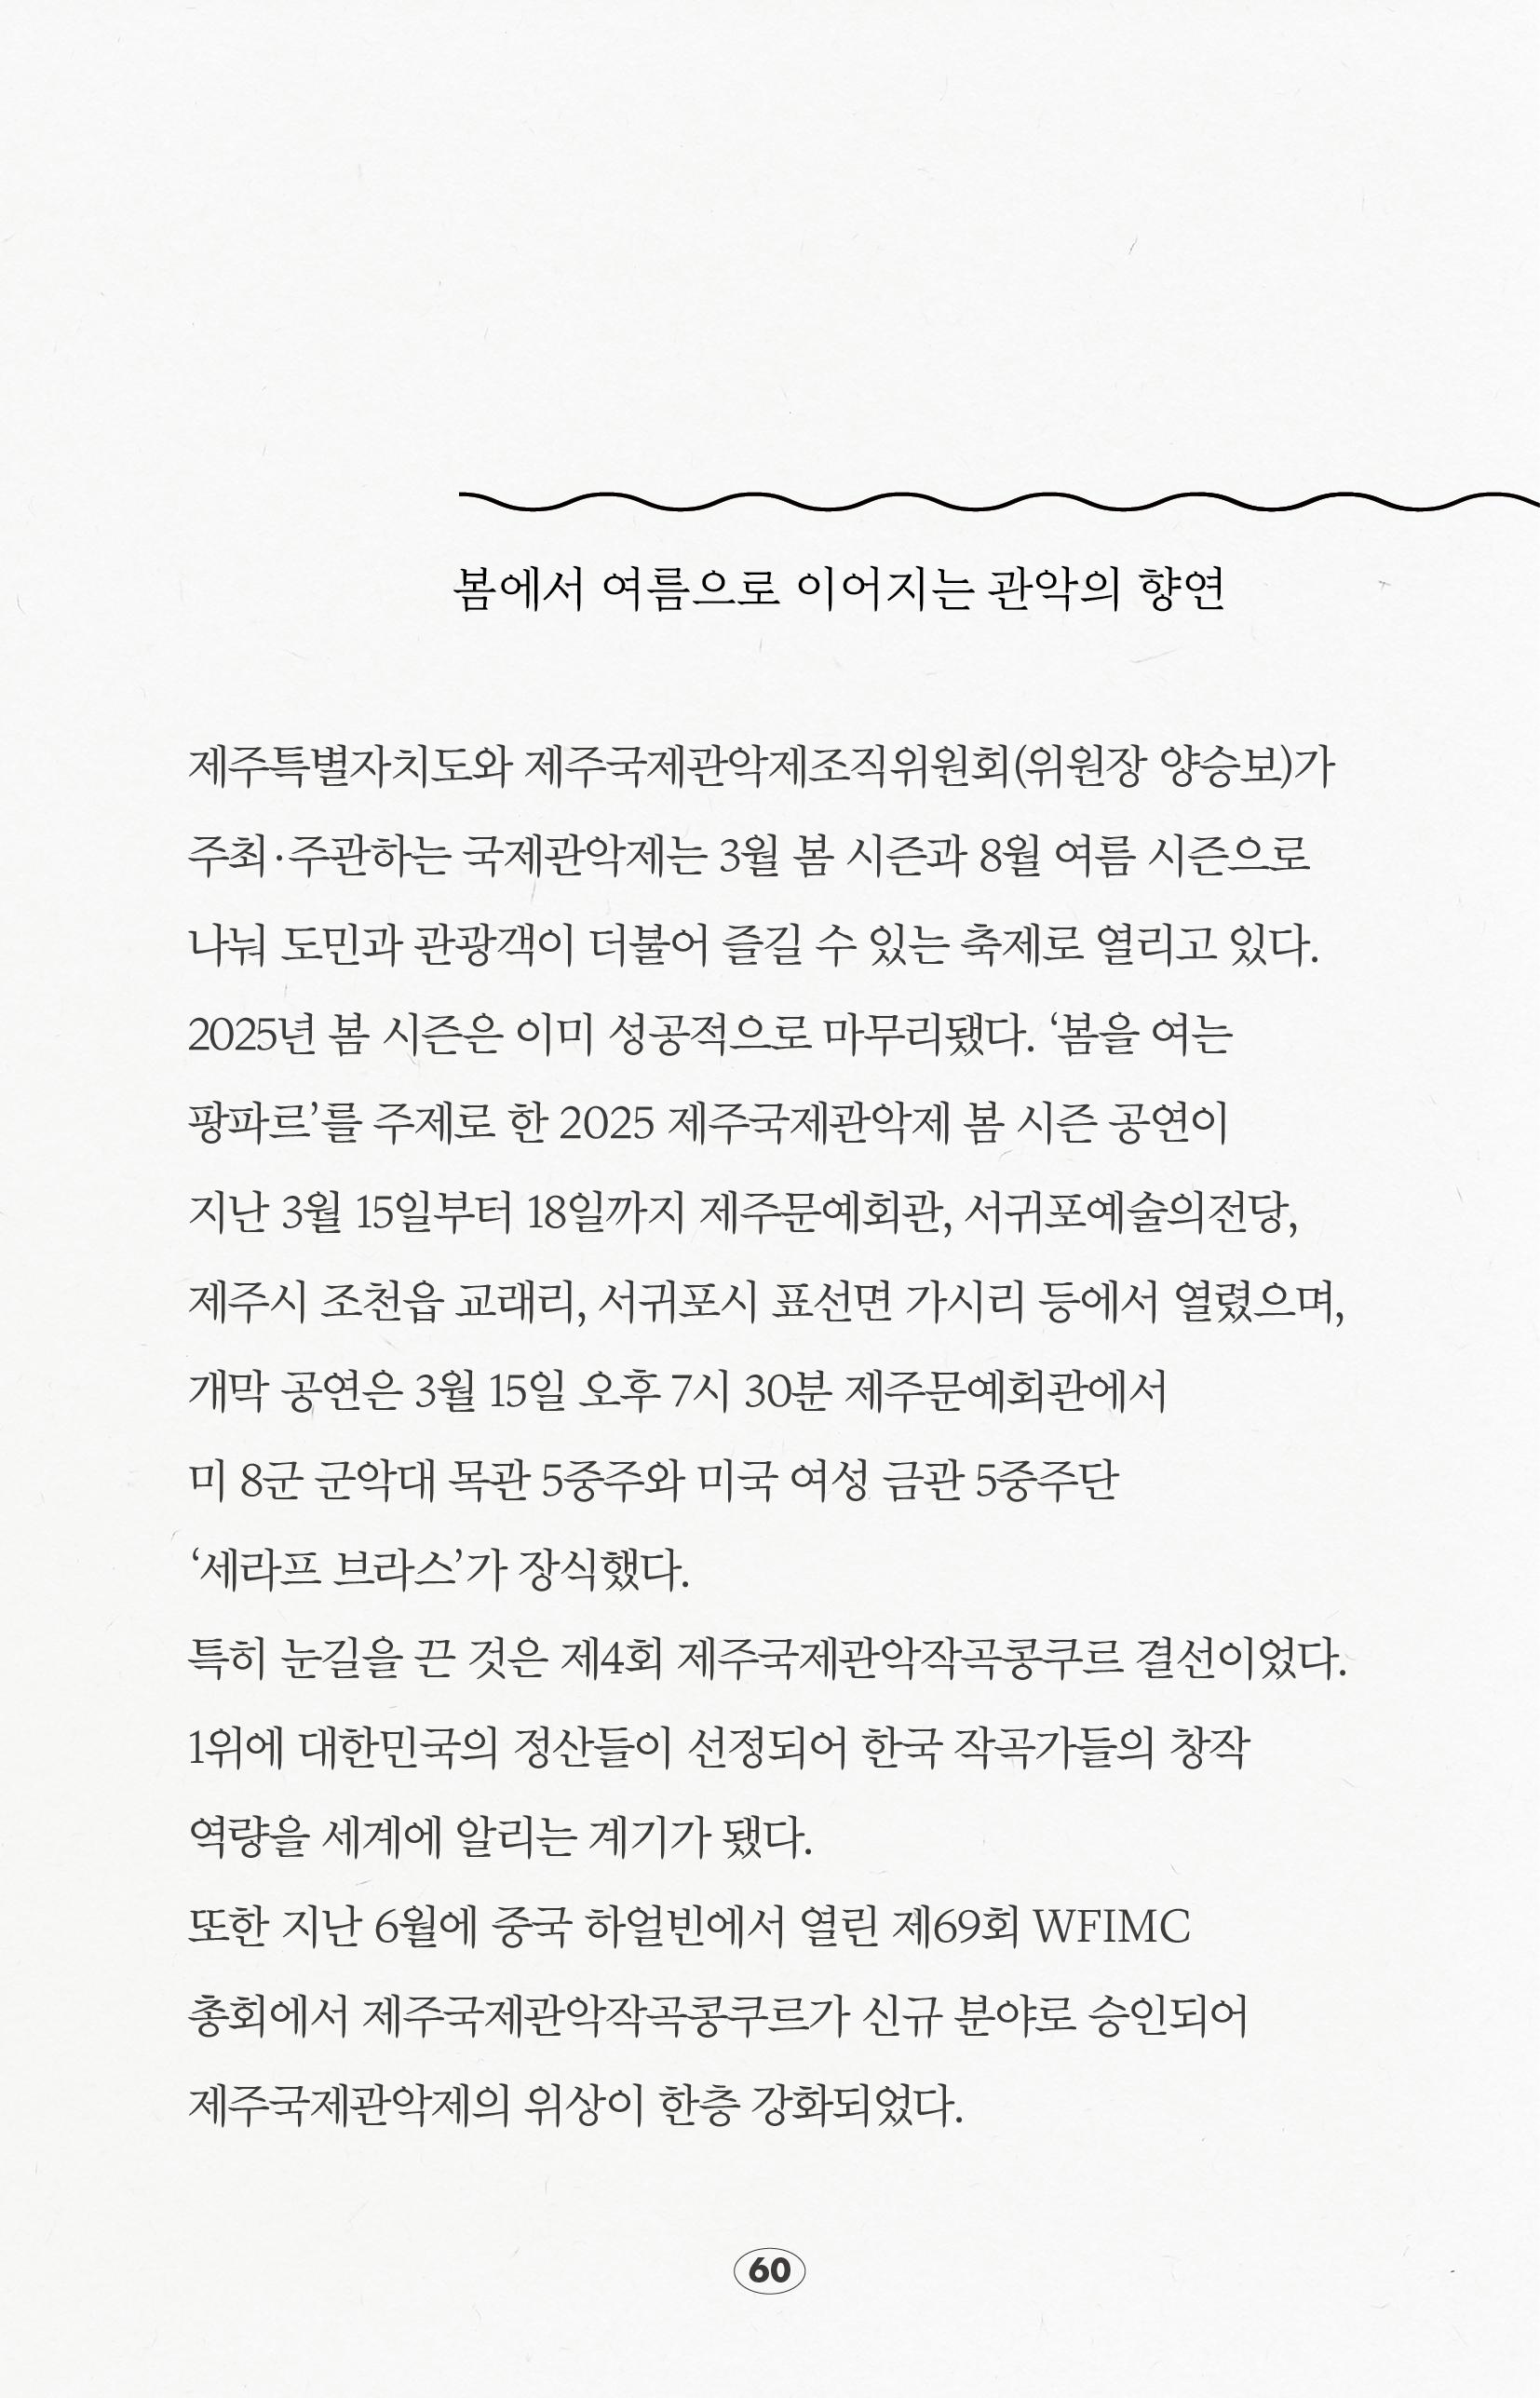 봄에서 여름으로 이어지는 관악의 향연
제주특별자치도와 제주국제관악제조직위원회(위원장 양승보)가
주최·주관하는 국제관악제는 3월 봄 시즌과 8월 여름 시즌으로
나눠 도민과 관광객이 더불어 즐길 수 있는 축제로 열리고 있다.
2025년 봄 시즌은 이미 성공적으로 마무리됐다. ‘봄을 여는
팡파르’를 주제로 한 2025 제주국제관악제 봄 시즌 공연이
지난 3월 15일부터 18일까지 제주문예회관, 서귀포예술의전당,
제주시 조천읍 교래리, 서귀포시 표선면 가시리 등에서 열렸으며,
개막 공연은 3월 15일 오후 7시 30분 제주문예회관에서
미 8군 군악대 목관 5중주와 미국 여성 금관 5중주단
‘세라프 브라스’가 장식했다.
특히 눈길을 끈 것은 제4회 제주국제관악작곡콩쿠르 결선이었다.
1위에 대한민국의 정산들이 선정되어 한국 작곡가들의 창작
역량을 세계에 알리는 계기가 됐다.
또한 지난 6월에 중국 하얼빈에서 열린 제69회 WFIMC
총회에서 제주국제관악작곡콩쿠르가 신규 분야로 승인되어
제주국제관악제의 위상이 한층 강화되었다.
60